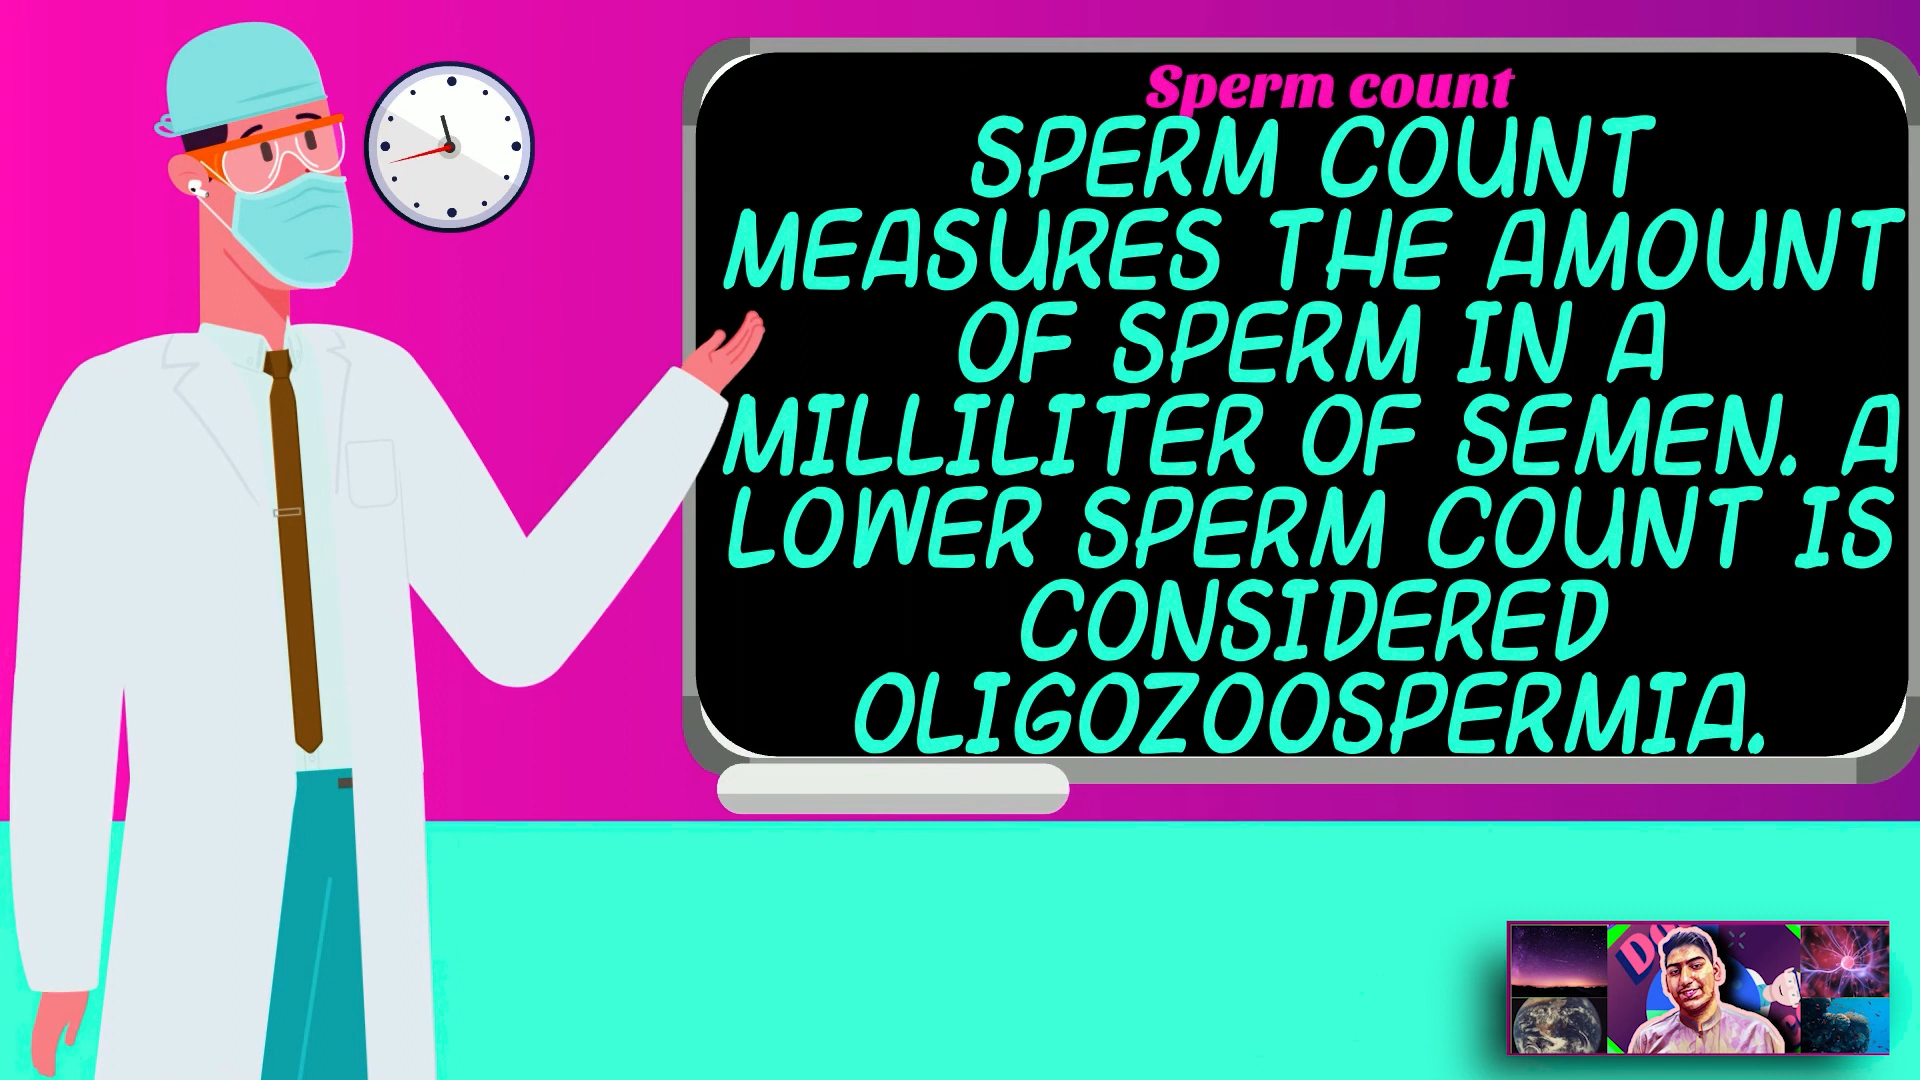 Sperm count
SPERM COUNT
MEASURES THE AMOUNT
OF SPERM IN A
MILLILITER OF SEMEN. A
LOWER SPERM COUNT IS
CONSIDERED
OLIGOZOOSPERMIA.